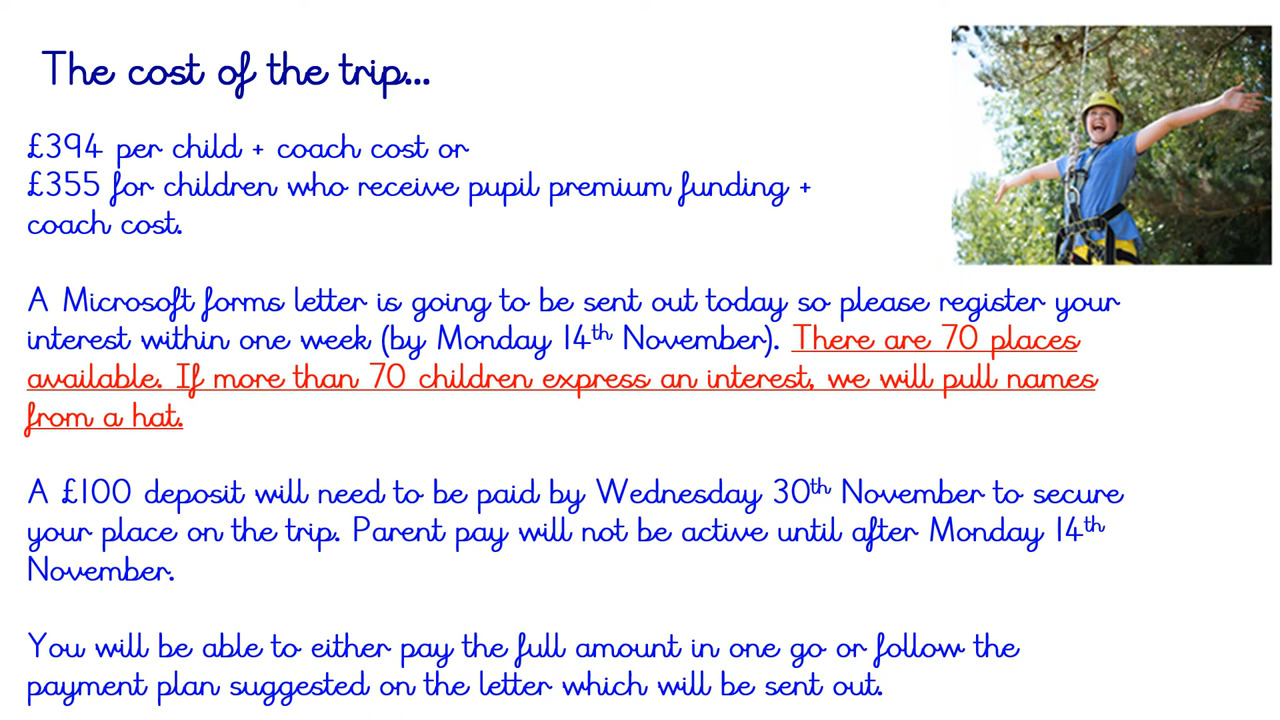 The cost of the trip...
£394 per child + coach cost or
£355 for children who receive pupil premium funding +
coach cost.
A Microsoft forms letter is going to be sent out today so please register your
interest within one week (by Monday 14th November). There are 70 places
available. If more than 70 children express an interest, we will pull names
from a hat.
A £100 deposit will need to be paid by Wednesday 30th November to secure
your place on the trip. Parent pay will not be active until after Monday 14th
November.
You will be able to either pay the full amount in one go or follow the
payment plan suggested on the letter which will be sent out.